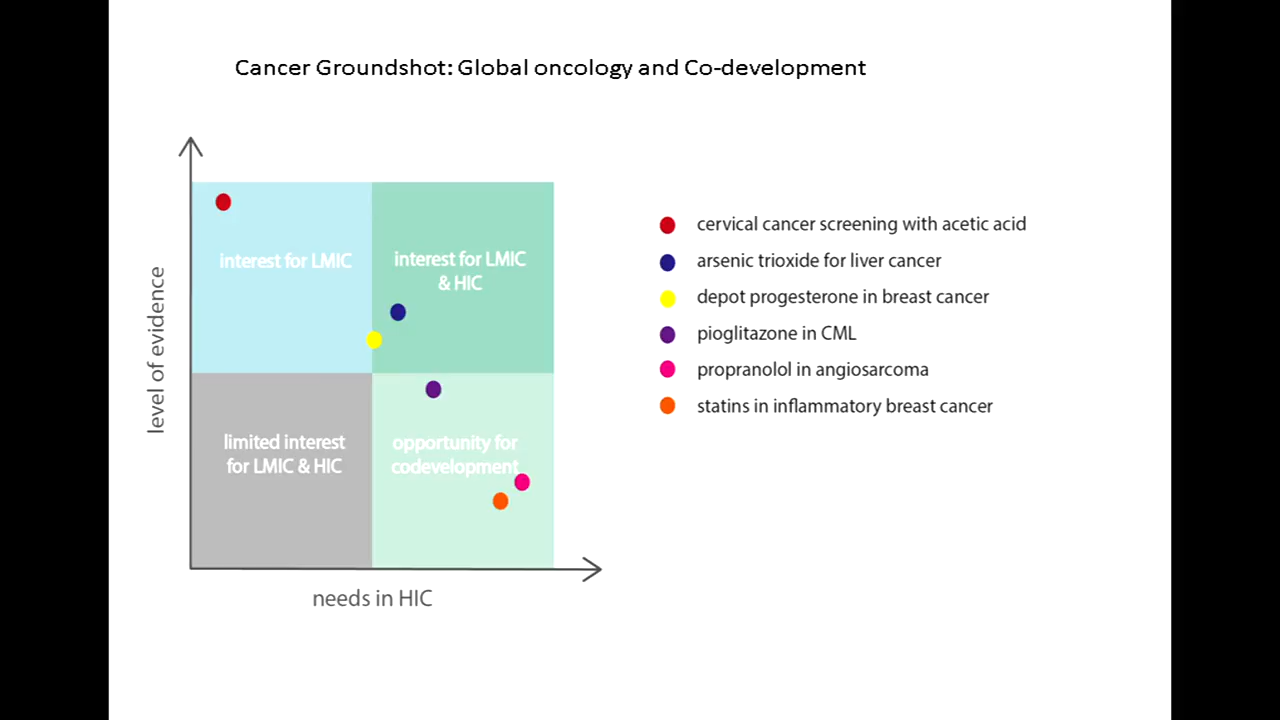 Cancer Groundshot: Global oncology and Co-development
level of evidence
interest for LMIC
interest for LMIC
& HIC
limited interest
for LMIC & HIC
opportunity for
codevelopment
needs in HIC
cervical cancer screening with acetic acid
arsenic trioxide for liver cancer
depot progesterone in breast cancer
pioglitazone in CML
propranolol in angiosarcoma
statins in inflammatory breast cancer